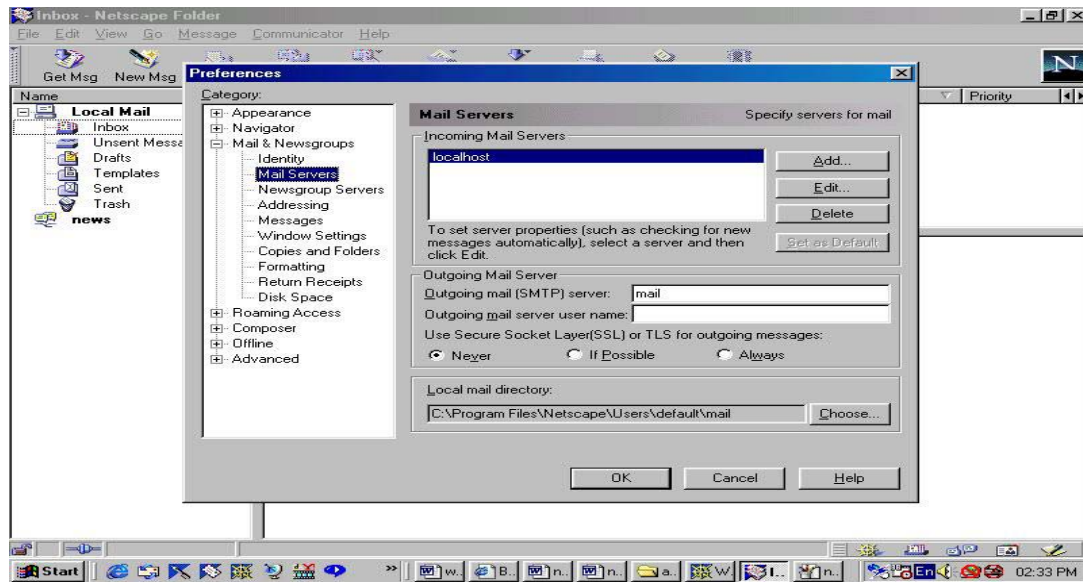 Inbox - Netscape Folder
File Edit View Go Message Communicator Help
Get Msg New Msg
Name
Priority
Local Mail
Inbox
Unsent Messa
Drafts
Templates
Sent
Trash
news
Preferences
Category:
Appearance
Navigator
Mail & Newsgroups
Identity
Mail Servers
Newsgroup Servers
Addressing
Messages
Window Settings
Copies and Folders
Formatting
Return Receipts
Disk Space
Roaming Access
Composer
Offline
Advanced
Mail Servers Specify servers for mail
Incoming Mail Servers
localhost
Add...
Edit...
Delete
Set as Default
To set server properties (such as checking for new
messages automatically), select a server and then
click Edit.
Outgoing Mail Server
Outgoing mail (SMTP) server: mail
Outgoing mail server user name:
Use Secure Socket Layer(SSL) or TLS for outgoing messages:
Never If Possible Always
Local mail directory:
C:\Program Files\Netscape\Users\default\mail Choose...
OK Cancel Help
Start » w.. B.. n.. n.. a.. W I.. n.. En 02:33 PM